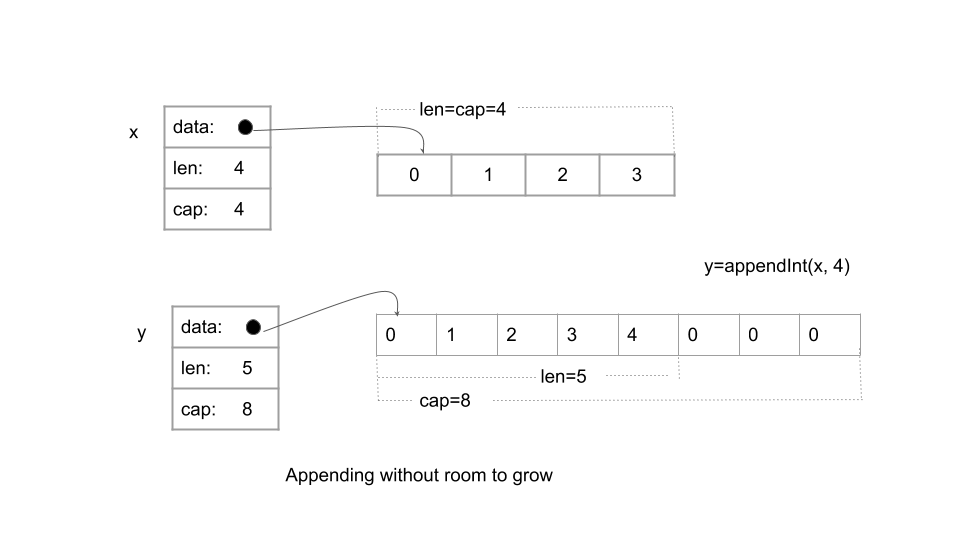 len=cap=4
x
data:
0 1 2 3
len: 4
cap: 4
y=appendInt(x, 4)
y
data:
0 1 2 3 4 0 0 0
len: 5
len=5
cap: 8
cap=8
Appending without room to grow